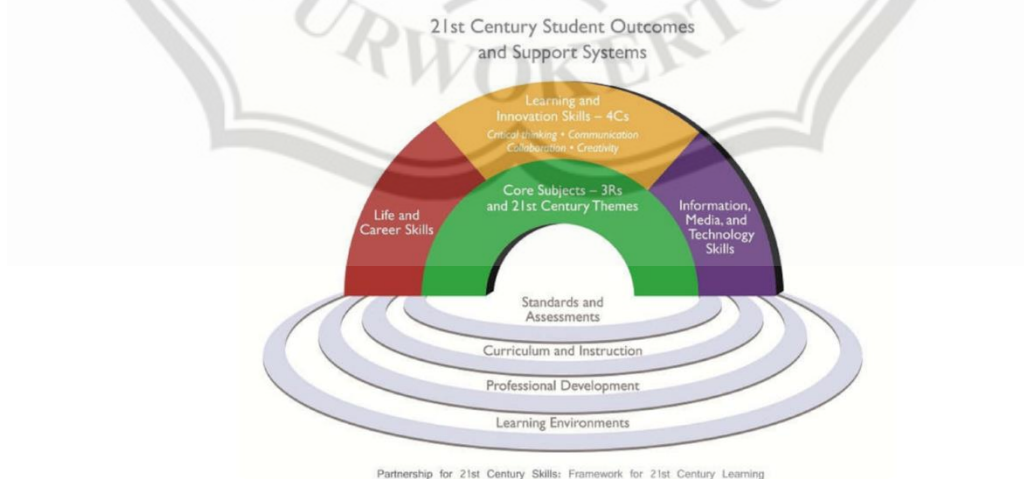 21st Century Student Outcomes
and Support Systems
Learning and
Innovation Skills – 4Cs
Critical thinking • Communication
Collaboration • Creativity
Core Subjects – 3Rs
and 21st Century Themes
Life and
Career Skills
Information,
Media, and
Technology
Skills
Standards and
Assessments
Curriculum and Instruction
Professional Development
Learning Environments
Partnership for 21st Century Skills: Framework for 21st Century Learning
URWOKERTO